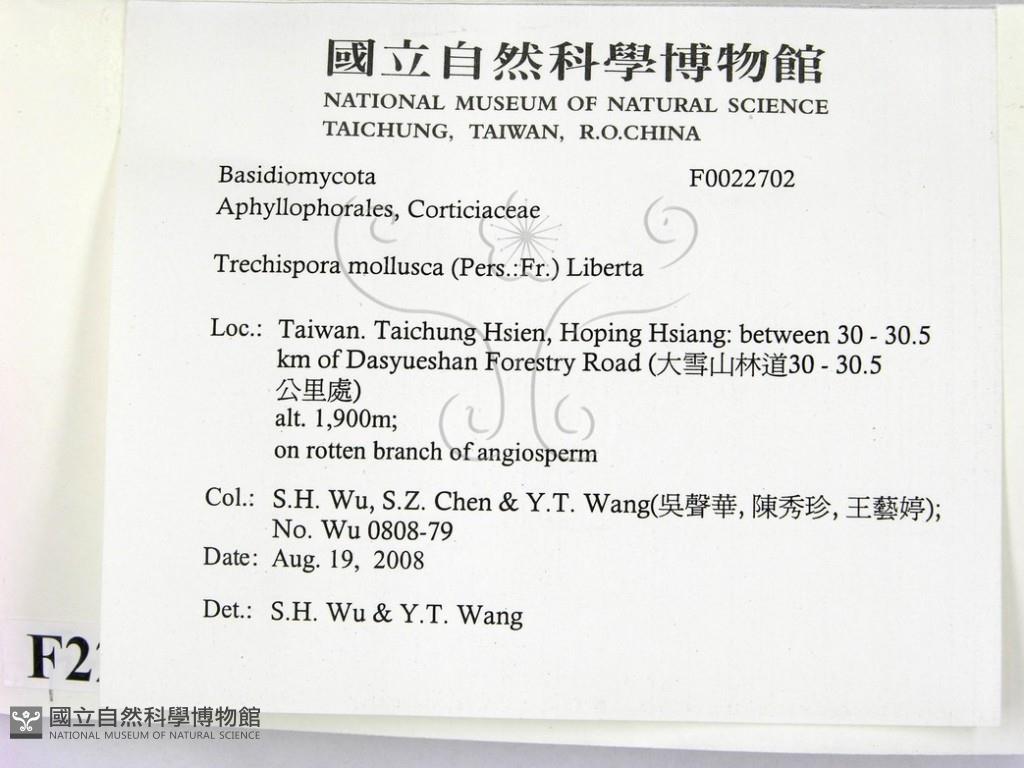 國立自然科學博物館
NATIONAL MUSEUM OF NATURAL SCIENCE
TAICHUNG, TAIWAN, R.O.CHINA
Basidiomycota F0022702
Aphyllophorales, Corticiaceae
Trechispora mollusca (Pers.:Fr.) Liberta
Loc.: Taiwan. Taichung Hsien, Hoping Hsiang: between 30 - 30.5
km of Dasyueshan Forestry Road (大雪山林道30 - 30.5
公里處)
alt. 1,900m;
on rotten branch of angiosperm
Col.: S.H. Wu, S.Z. Chen & Y.T. Wang(吳聲華, 陳秀珍, 王藝婷);
No. Wu 0808-79
Date: Aug. 19, 2008
Det.: S.H. Wu & Y.T. Wang
F22
國立自然科學博物館
NATIONAL MUSEUM OF NATURAL SCIENCE